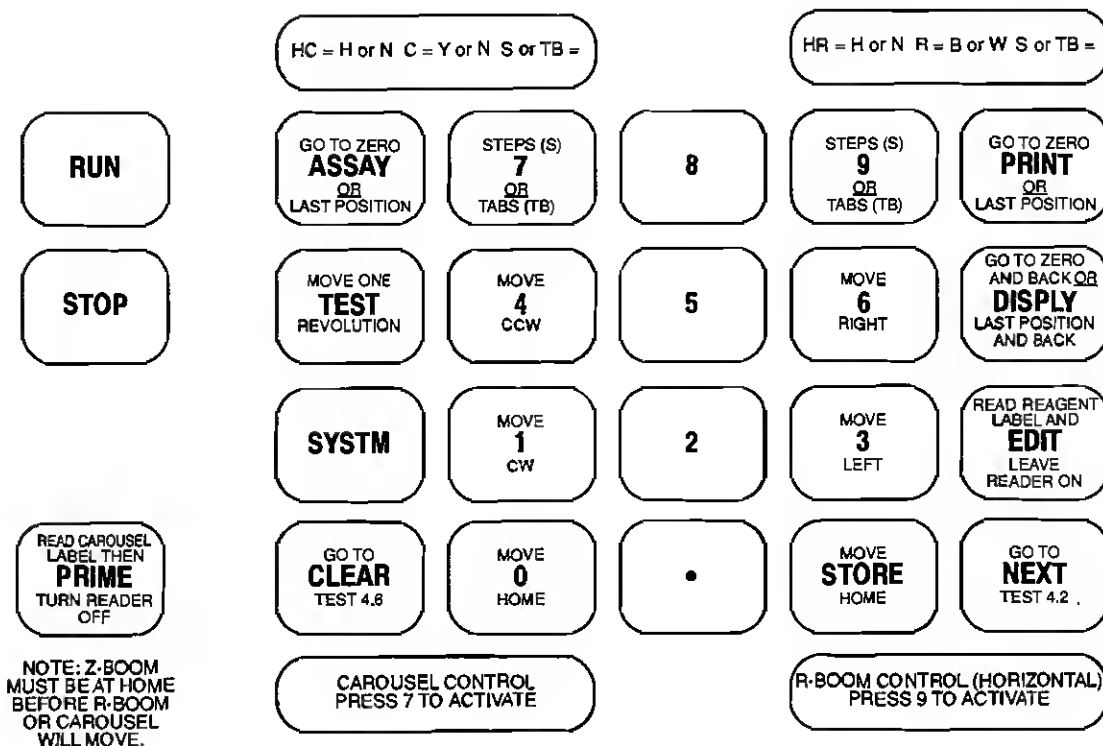 HC = H or N C = Y or N S or TB =
HR = H or N R = B or W S or TB =
RUN
GO TO ZERO
ASSAY
OR
LAST POSITION
STEPS (S)
7
OR
TABS (TB)
8
STEPS (S)
9
OR
TABS (TB)
GO TO ZERO
PRINT
OR
LAST POSITION
STOP
MOVE ONE
TEST
REVOLUTION
MOVE
4
CCW
5
MOVE
6
RIGHT
GO TO ZERO
AND BACK OR
DISPLY
LAST POSITION
AND BACK
SYSTM
MOVE
1
CW
2
MOVE
3
LEFT
READ REAGENT
LABEL AND
EDIT
LEAVE
READER ON
READ CAROUSEL
LABEL THEN
PRIME
TURN READER
OFF
GO TO
CLEAR
TEST 4.6
MOVE
0
HOME
•
MOVE
STORE
HOME
GO TO
NEXT
TEST 4.2 .
NOTE: Z-BOOM
MUST BE AT HOME
BEFORE R-BOOM
OR CAROUSEL
WILL MOVE.
CAROUSEL CONTROL
PRESS 7 TO ACTIVATE
R-BOOM CONTROL (HORIZONTAL)
PRESS 9 TO ACTIVATE